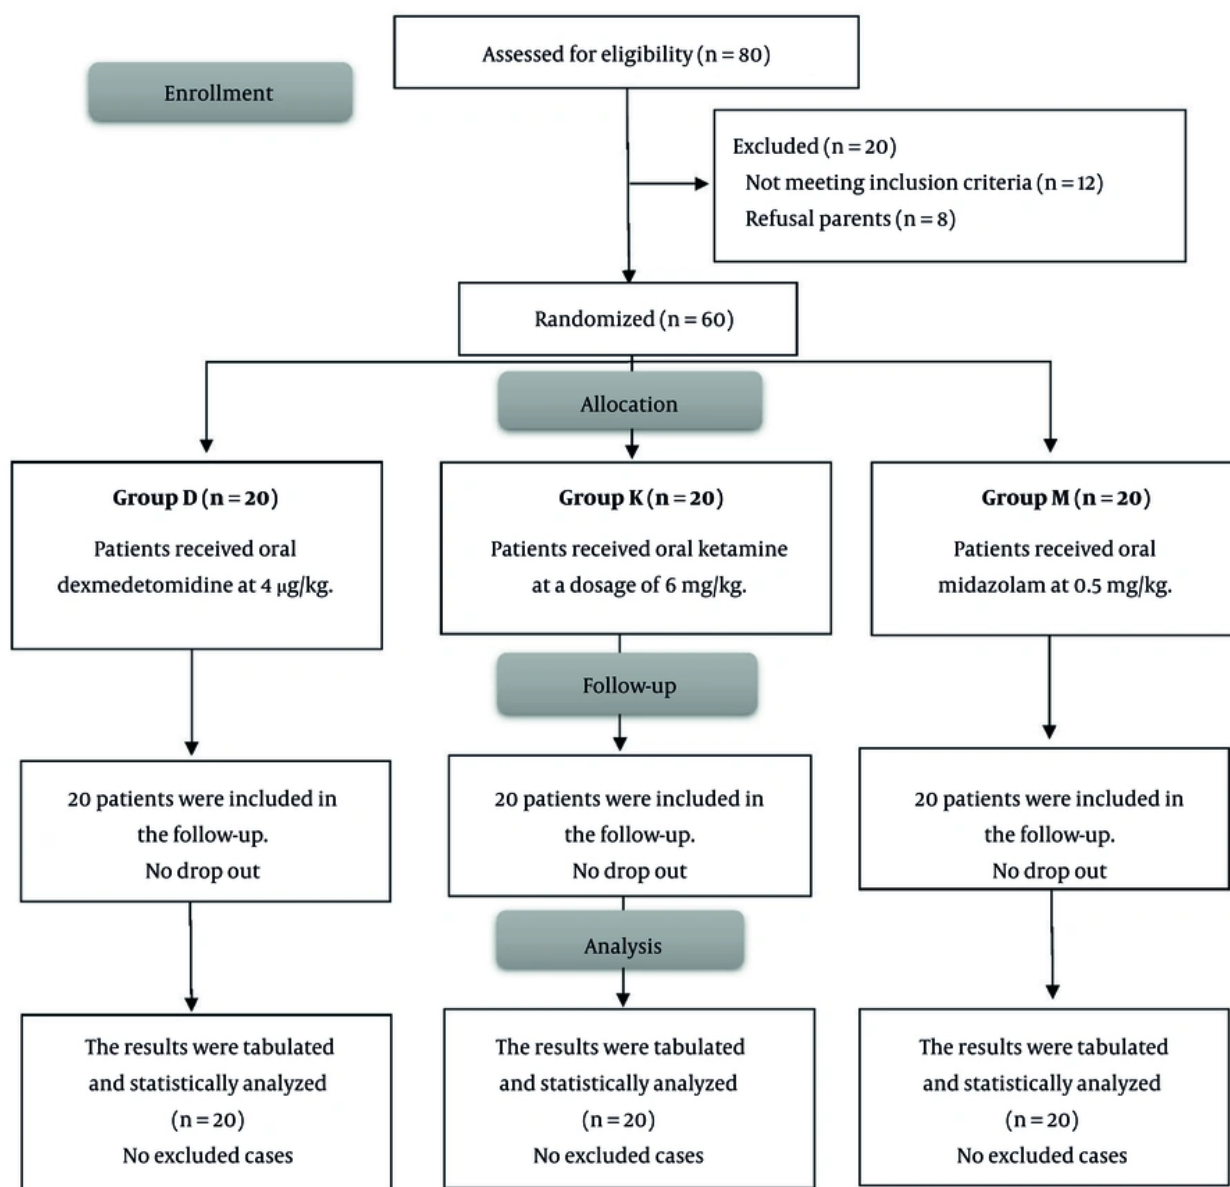 Assessed for eligibility (n = 80)
Enrollment
Excluded (n = 20)
Not meeting inclusion criteria (n = 12)
Refusal parents (n = 8)
Randomized (n = 60)
Allocation
Group D (n = 20)
Patients received oral
dexmedetomidine at 4 µg/kg.
Group K (n = 20)
Patients received oral ketamine
at a dosage of 6 mg/kg.
Group M (n = 20)
Patients received oral
midazolam at 0.5 mg/kg.
Follow-up
20 patients were included in
the follow-up.
No drop out
20 patients were included in
the follow-up.
No drop out
20 patients were included in
the follow-up.
No drop out
Analysis
The results were tabulated
and statistically analyzed
(n = 20)
No excluded cases
The results were tabulated
and statistically analyzed
(n = 20)
No excluded cases
The results were tabulated
and statistically analyzed
(n = 20)
No excluded cases